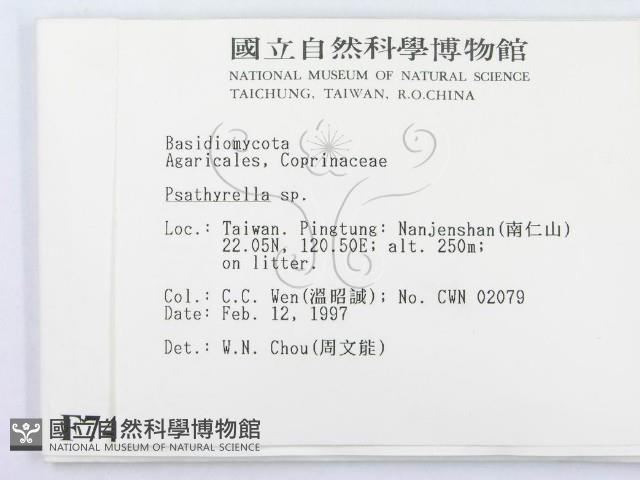 國立自然科學博物館
NATIONAL MUSEUM OF NATURAL SCIENCE
TAICHUNG, TAIWAN, R.O.CHINA
Basidiomycota
Agaricales, Coprinaceae
Psathyrella sp.
Loc.: Taiwan. Pingtung: Nanjenshan(南仁山)
22.05N, 120.50E; alt. 250m;
on litter.
Col.: C.C. Wen(溫昭誠); No. CWN 02079
Date: Feb. 12, 1997
Det.: W.N. Chou(周文能)
國立自然科學博物館
NATIONAL MUSEUM OF NATURAL SCIENCE